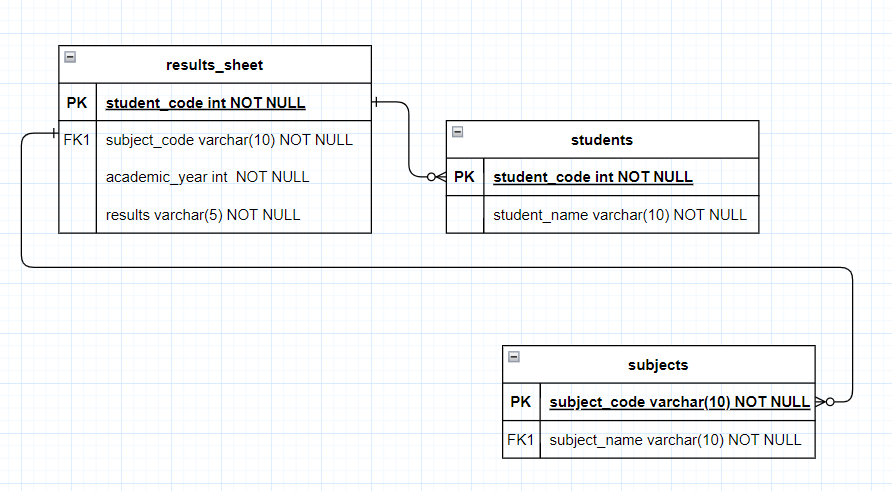 results_sheet
PK student_code int NOT NULL
FK1 subject_code varchar(10) NOT NULL
academic_year int  NOT NULL
results varchar(5) NOT NULL
students
PK student_code int NOT NULL
student_name varchar(10) NOT NULL
subjects
PK subject_code varchar(10) NOT NULL
FK1 subject_name varchar(10) NOT NULL